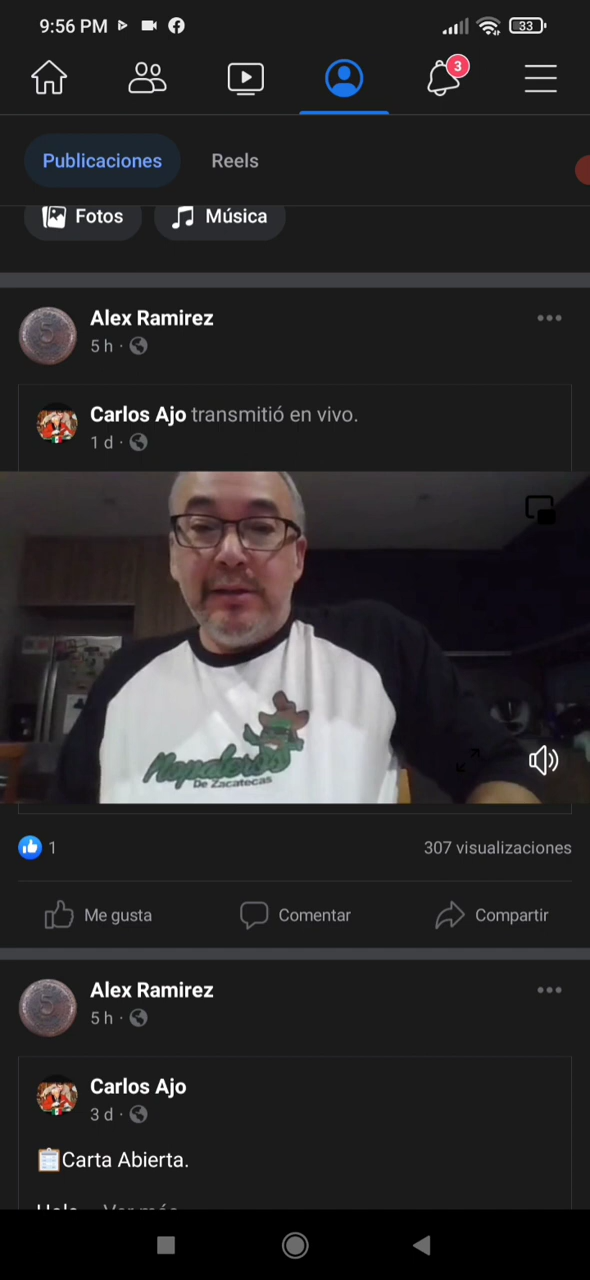 9:56 PM
33
3
Publicaciones
Reels
Fotos
Música
Alex Ramirez
5 h ·
Carlos Ajo transmitió en vivo.
1 d ·
Nopaleros
De Zacatecas
1
307 visualizaciones
Me gusta
Comentar
Compartir
Alex Ramirez
5 h ·
Carlos Ajo
3 d ·
📋Carta Abierta.